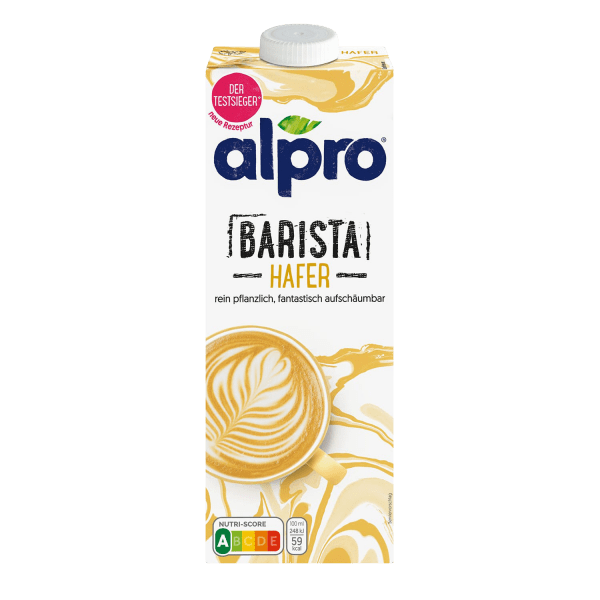 HAFER
DER
TESTSIEGER*
neue Rezeptur
alpro®
BARISTA
HAFER
rein pflanzlich, fantastisch aufschäumbar
NUTRI-SCORE
A B C D E
100 ml
248 kJ
59
kcal